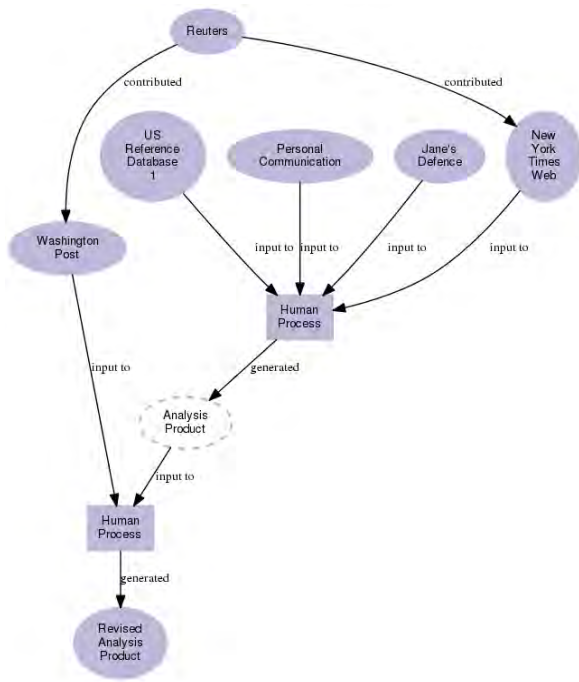 Reuters
contributed
contributed
US
Reference
Database
1
Personal
Communication
Jane's
Defence
New
York
Times
Web
Washington
Post
input to
input to
input to
input to
Human
Process
input to
generated
Analysis
Product
input to
Human
Process
generated
Revised
Analysis
Product